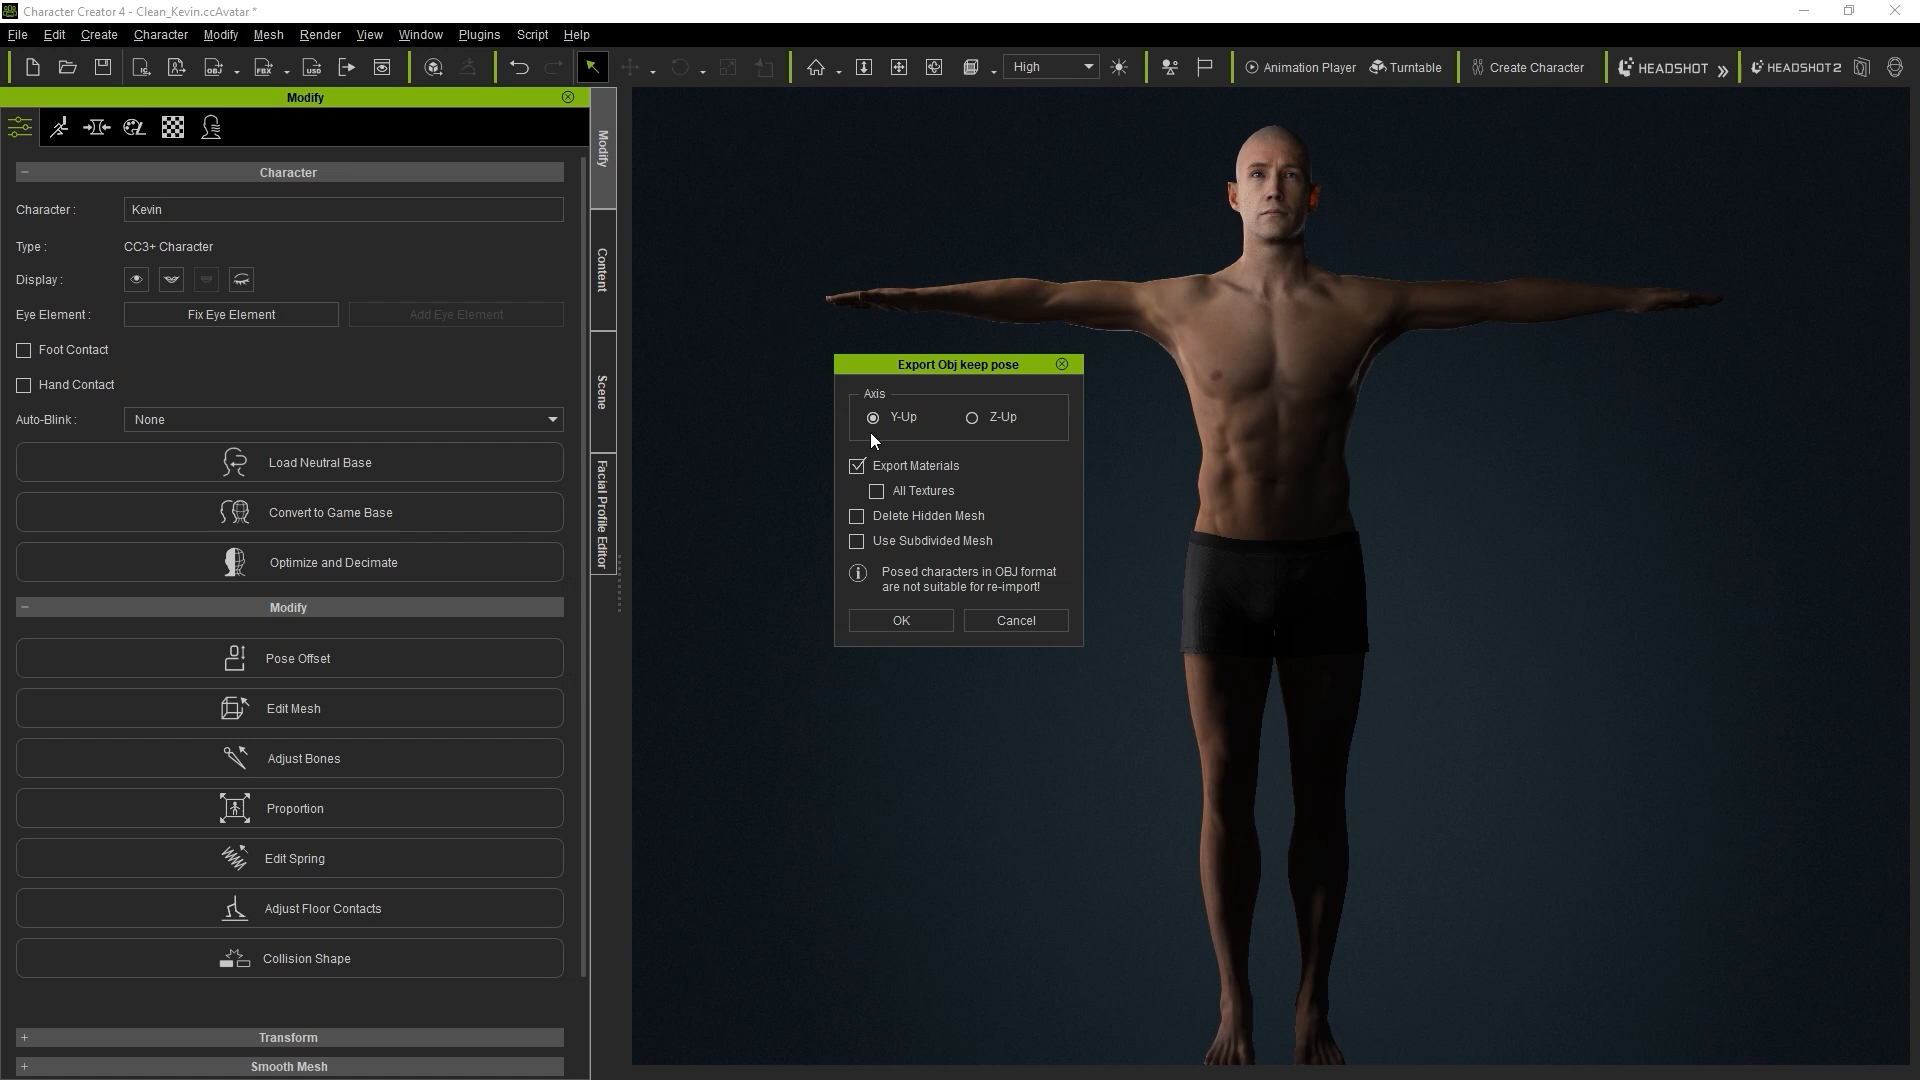 Character Creator 4 - Clean_Kevin.ccAvatar *
File Edit Create Character Modify Mesh Render View Window Plugins Script Help
OBJ FBX USD High Animation Player Turntable Create Character HEADSHOT HEADSHOT 2
Modify
Character
Character : Kevin
Type : CC3+ Character
Display :
Eye Element : Fix Eye Element Add Eye Element
Foot Contact
Hand Contact
Auto-Blink : None
Load Neutral Base
Convert to Game Base
Optimize and Decimate
Modify
Pose Offset
Edit Mesh
Adjust Bones
Proportion
Edit Spring
Adjust Floor Contacts
Collision Shape
Transform
Smooth Mesh
Modify
Content
Scene
Facial Profile Editor
Export Obj keep pose
Axis
Y-Up Z-Up
Export Materials
All Textures
Delete Hidden Mesh
Use Subdivided Mesh
Posed characters in OBJ format
are not suitable for re-import!
OK Cancel